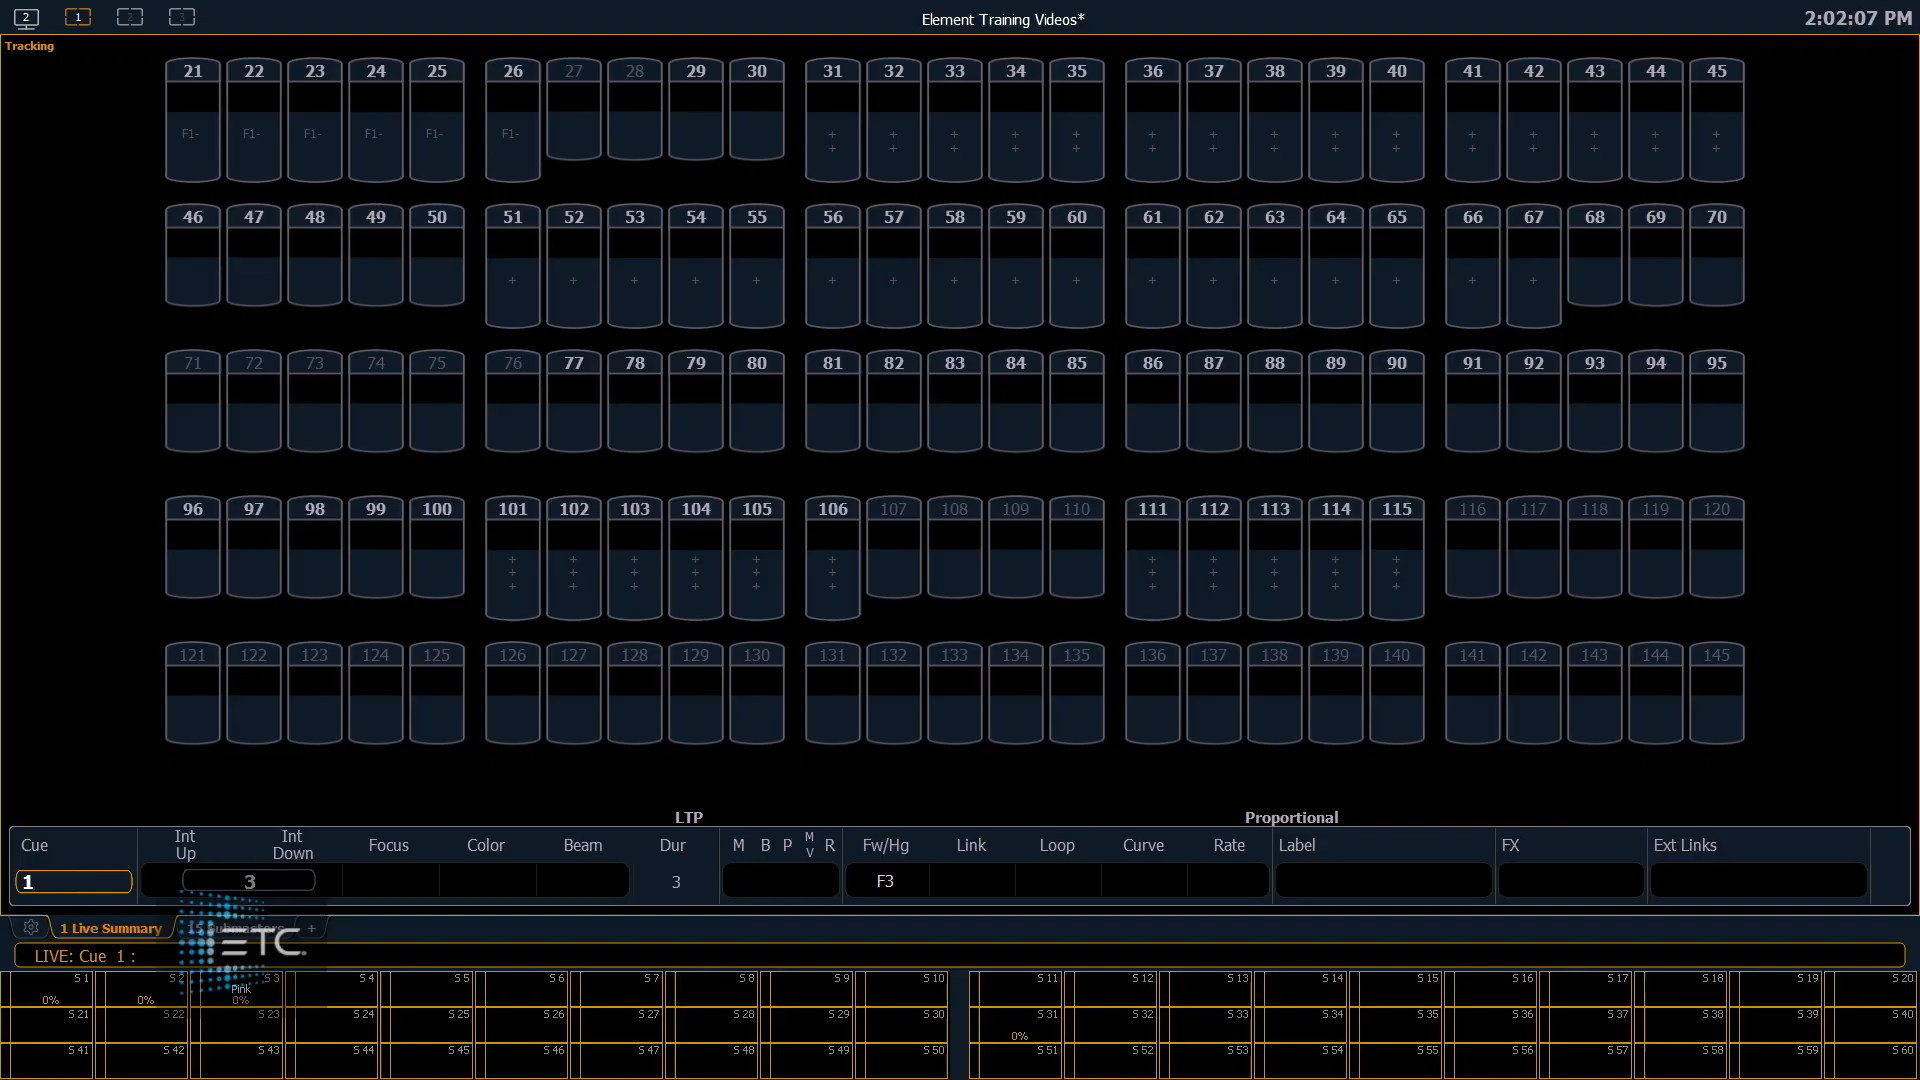 2 1 2 3 Element Training Videos* 2:02:07 PM
Tracking
21 22 23 24 25 26 27 28 29 30 31 32 33 34 35 36 37 38 39 40 41 42 43 44 45
F1- F1- F1- F1- F1- F1- + + + + + + + + + + + + + + +
+ + + + + + + + + + + + + + +
46 47 48 49 50 51 52 53 54 55 56 57 58 59 60 61 62 63 64 65 66 67 68 69 70
+ + + + + + + + + + + + + + + + +
71 72 73 74 75 76 77 78 79 80 81 82 83 84 85 86 87 88 89 90 91 92 93 94 95
96 97 98 99 100 101 102 103 104 105 106 107 108 109 110 111 112 113 114 115 116 117 118 119 120
+ + + + + + + + + + +
+ + + + + + + + + + +
+ + + + + + + + + + +
121 122 123 124 125 126 127 128 129 130 131 132 133 134 135 136 137 138 139 140 141 142 143 144 145
LTP Proportional
Cue Int Up Int Down Focus Color Beam Dur M B P MV R Fw/Hg Link Loop Curve Rate Label FX Ext Links
1 3 3 F3
1 Live Summary 15 Submasters +
ETC
LIVE: Cue 1 :
S 1 S 2 S 3 S 4 S 5 S 6 S 7 S 8 S 9 S 10 S 11 S 12 S 13 S 14 S 15 S 16 S 17 S 18 S 19 S 20
Pink
0% 0% 0%
S 21 S 22 S 23 S 24 S 25 S 26 S 27 S 28 S 29 S 30 S 31 S 32 S 33 S 34 S 35 S 36 S 37 S 38 S 39 S 40
0%
S 41 S 42 S 43 S 44 S 45 S 46 S 47 S 48 S 49 S 50 S 51 S 52 S 53 S 54 S 55 S 56 S 57 S 58 S 59 S 60